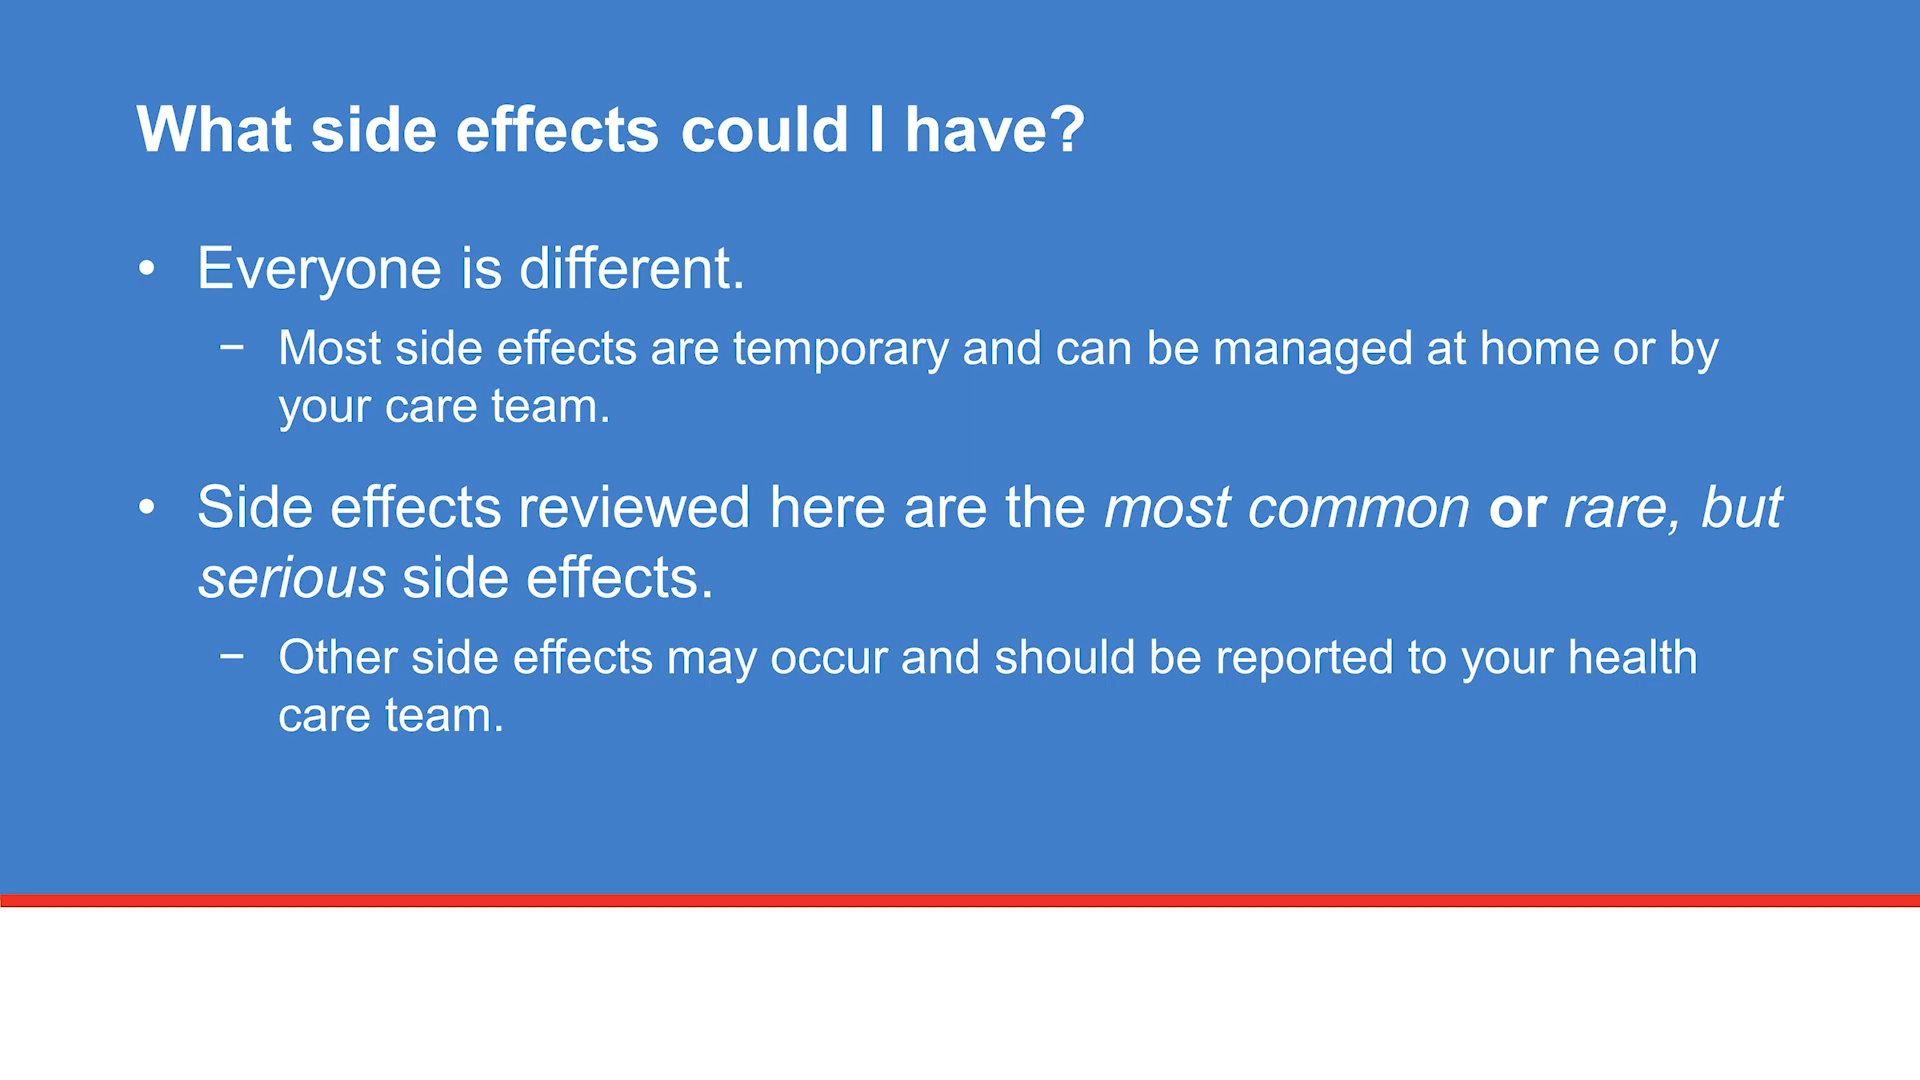 What side effects could I have?
• Everyone is different.
– Most side effects are temporary and can be managed at home or by
your care team.
• Side effects reviewed here are the most common or rare, but
serious side effects.
– Other side effects may occur and should be reported to your health
care team.